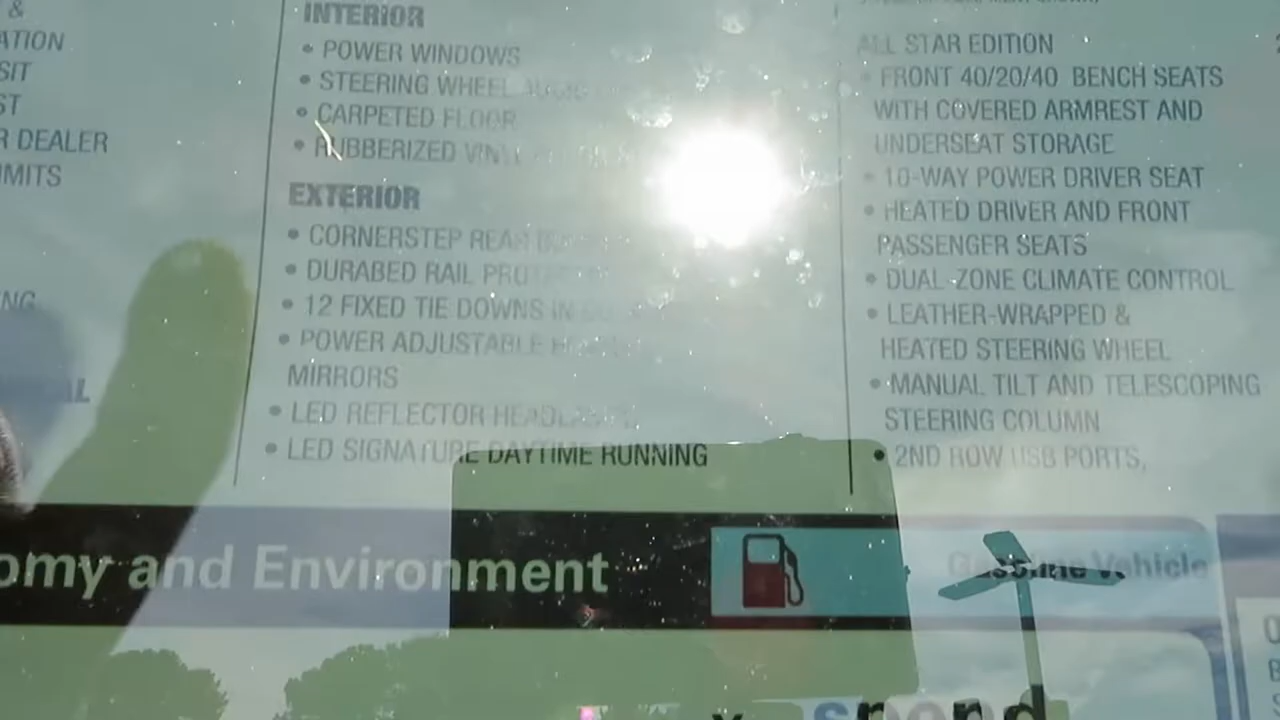 &
ATION
SIT
ST
R DEALER
IMITS
NG
INTERIOR
• POWER WINDOWS
• STEERING WHEEL AUDIO
• CARPETED FLOOR
• RUBBERIZED VINYL
EXTERIOR
• CORNERSTEP REAR
• DURABED RAIL
• 12 FIXED TIE DOWNS IN
• POWER ADJUSTABLE
MIRRORS
• LED REFLECTOR HEADLAMPS
• LED SIGNATURE DAYTIME RUNNING
ALL STAR EDITION
• FRONT 40/20/40 BENCH SEATS
WITH COVERED ARMREST AND
UNDERSEAT STORAGE
• 10-WAY POWER DRIVER SEAT
• HEATED DRIVER AND FRONT
PASSENGER SEATS
• DUAL-ZONE CLIMATE CONTROL
• LEATHER-WRAPPED &
HEATED STEERING WHEEL
• MANUAL TILT AND TELESCOPING
STEERING COLUMN
• 2ND ROW USB PORTS,
omy and Environment
Gasoline Vehicle
spend